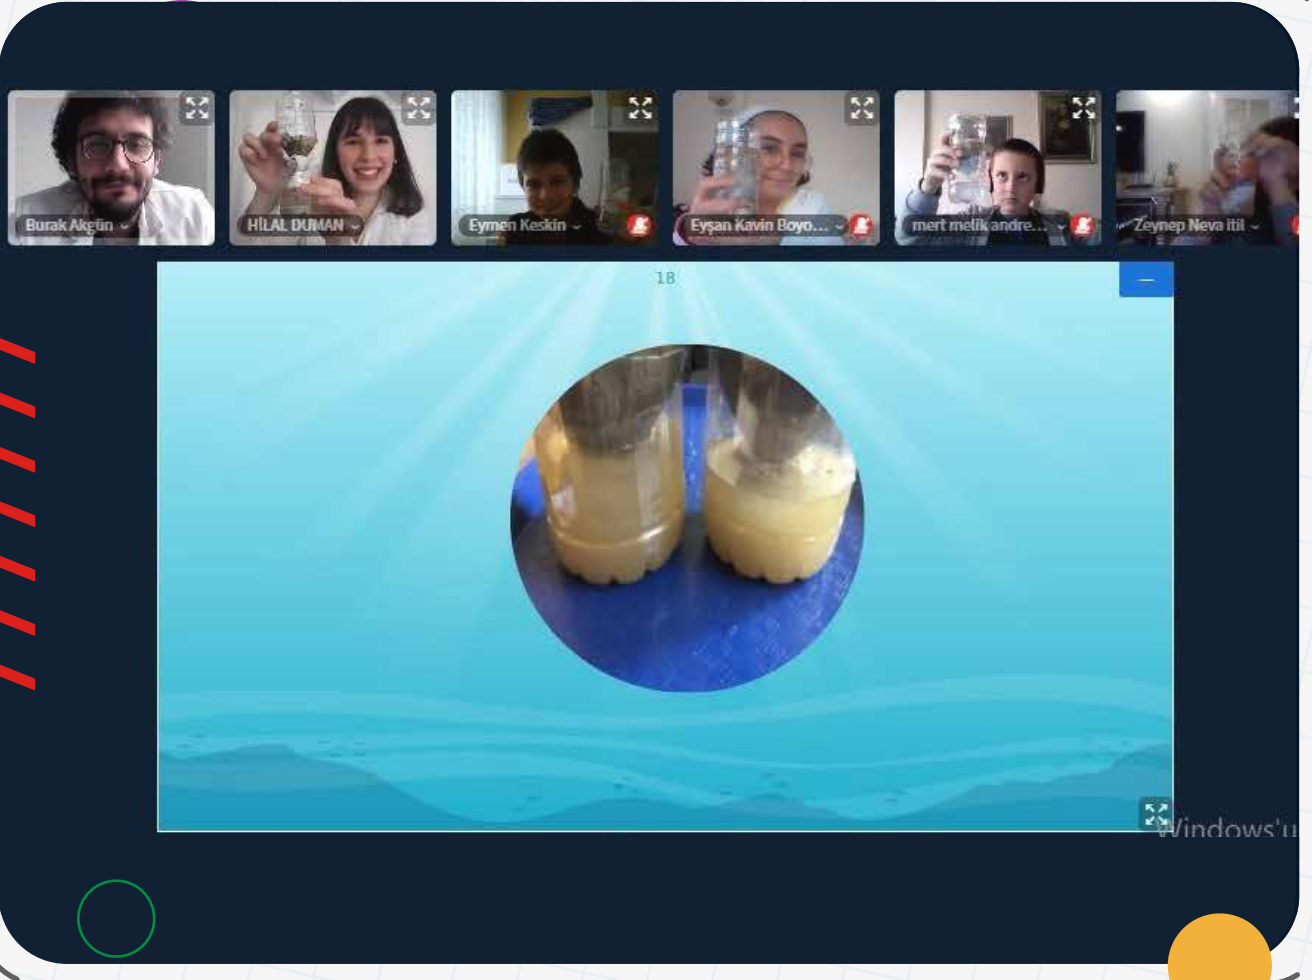 Burak Akgün
HİLAL DUMAN
Eymen Keskin
Eyşan Kavin Boyo...
mert melik andre...
Zeynep Neva itil
18
Windows'u